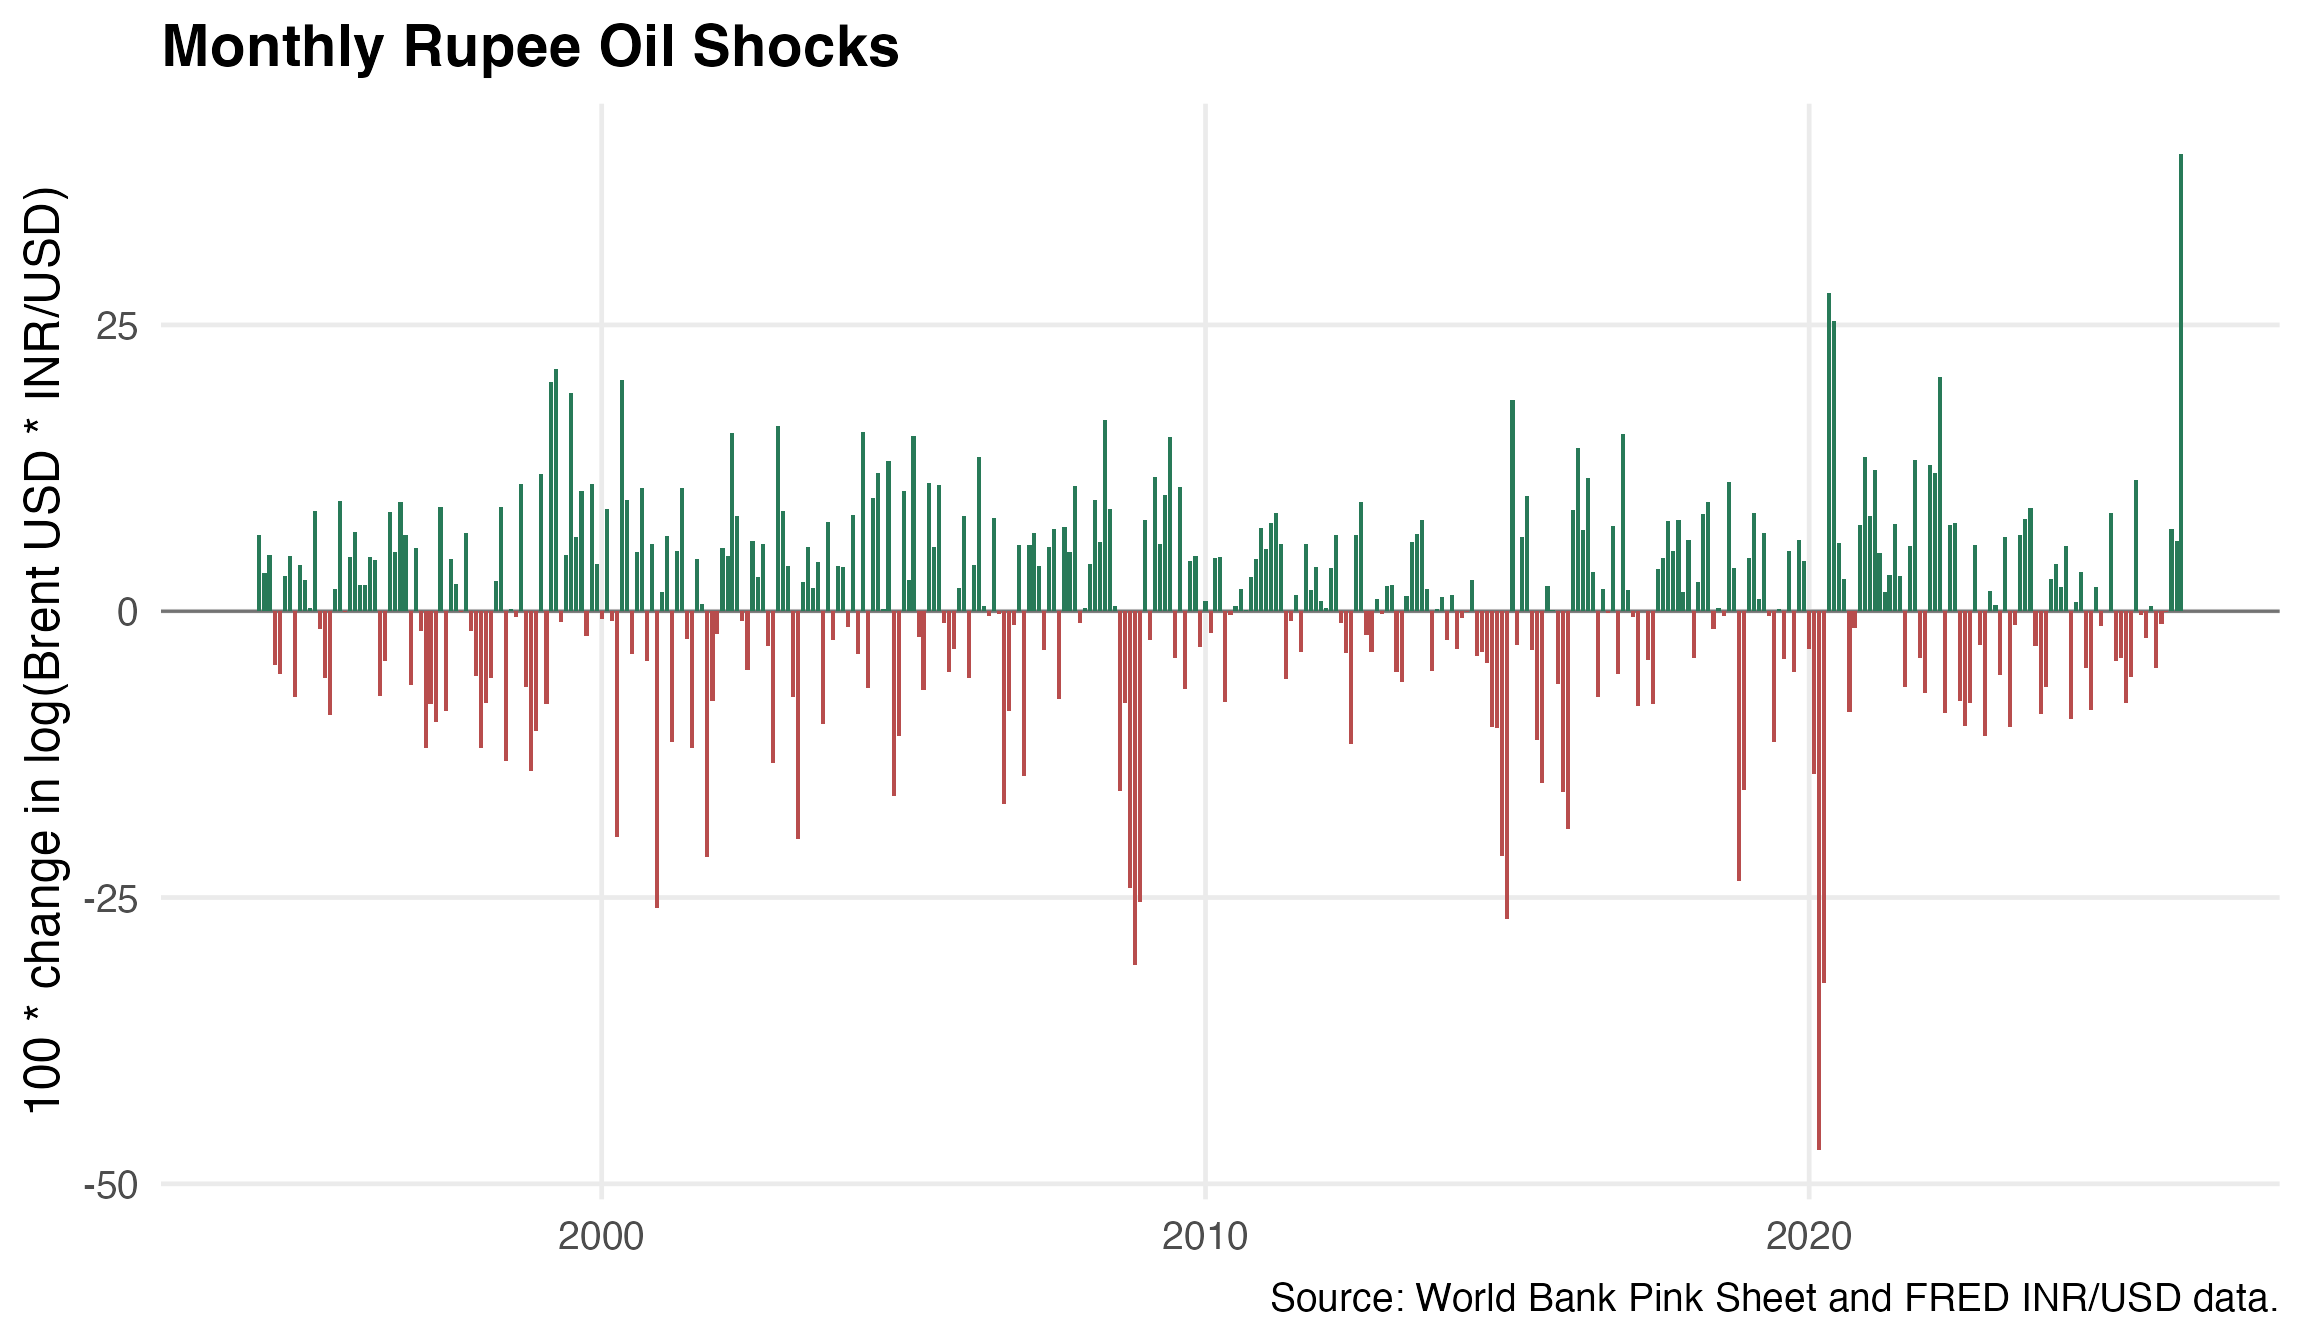 Monthly Rupee Oil Shocks
100 * change in log(Brent USD * INR/USD)
25
0
-25
-50
2000
2010
2020
Source: World Bank Pink Sheet and FRED INR/USD data.